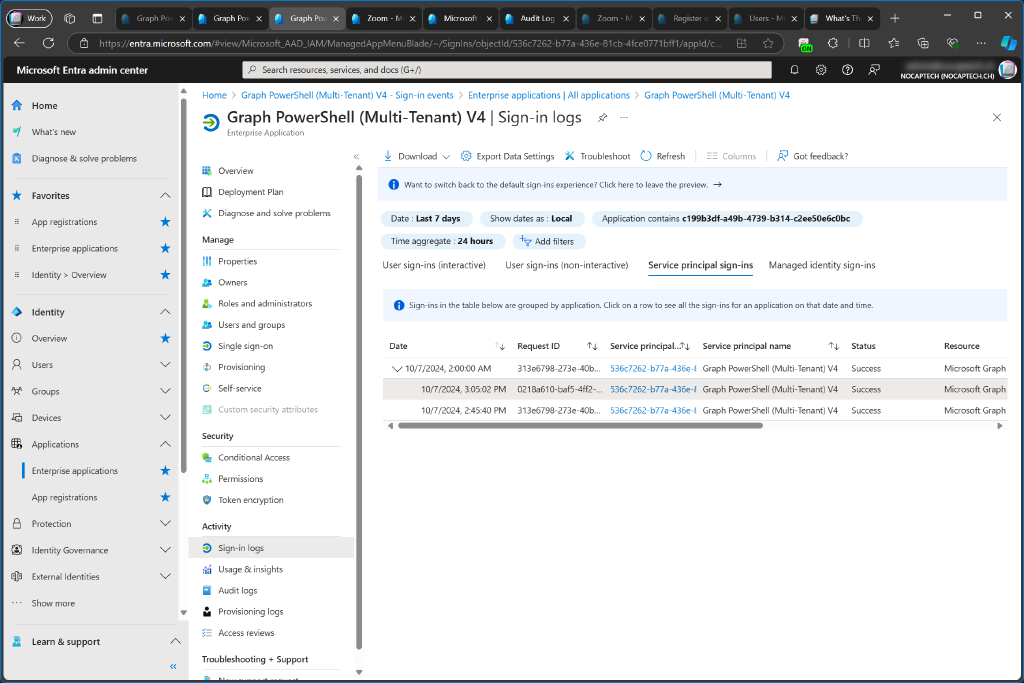 Work
Graph Po
Graph Pow
Graph Pow
Zoom - M
Microsoft
Audit Log
Zoom - M
Register a
Users - M
What's Th
https://entra.microsoft.com/#view/Microsoft_AAD_IAM/ManagedAppMenuBlade/~/SignIns/objectId/536c7262-b77a-436e-81cb-4fce0771bff1/appId/c...
ON
Microsoft Entra admin center
Search resources, services, and docs (G+/)
NOCAPTECH (NOCAPTECH.CH)
Home
What's new
Diagnose & solve problems
Favorites
App registrations
Enterprise applications
Identity > Overview
Identity
Overview
Users
Groups
Devices
Applications
Enterprise applications
App registrations
Protection
Identity Governance
External Identities
Show more
Learn & support
Home > Graph PowerShell (Multi-Tenant) V4 - Sign-in events > Enterprise applications | All applications > Graph PowerShell (Multi-Tenant) V4
Graph PowerShell (Multi-Tenant) V4 | Sign-in logs
Enterprise Application
Overview
Deployment Plan
Diagnose and solve problems
Manage
Properties
Owners
Roles and administrators
Users and groups
Single sign-on
Provisioning
Self-service
Custom security attributes
Security
Conditional Access
Permissions
Token encryption
Activity
Sign-in logs
Usage & insights
Audit logs
Provisioning logs
Access reviews
Troubleshooting + Support
New support request
Download Export Data Settings Troubleshoot Refresh Columns Got feedback?
Want to switch back to the default sign-ins experience? Click here to leave the preview. →
Date : Last 7 days Show dates as : Local Application contains c199b3df-a49b-4739-b314-c2ee50e6c0bc
Time aggregate : 24 hours Add filters
User sign-ins (interactive) User sign-ins (non-interactive) Service principal sign-ins Managed identity sign-ins
Sign-ins in the table below are grouped by application. Click on a row to see all the sign-ins for an application on that date and time.
Date Request ID Service principal... Service principal name Status Resource
10/7/2024, 2:00:00 AM 313e6798-273e-40b... 536c7262-b77a-436e-8 Graph PowerShell (Multi-Tenant) V4 Success Microsoft Graph
10/7/2024, 3:05:02 PM 0218a610-baf5-4ff2-... 536c7262-b77a-436e-8 Graph PowerShell (Multi-Tenant) V4 Success Microsoft Graph
10/7/2024, 2:45:40 PM 313e6798-273e-40b... 536c7262-b77a-436e-8 Graph PowerShell (Multi-Tenant) V4 Success Microsoft Graph